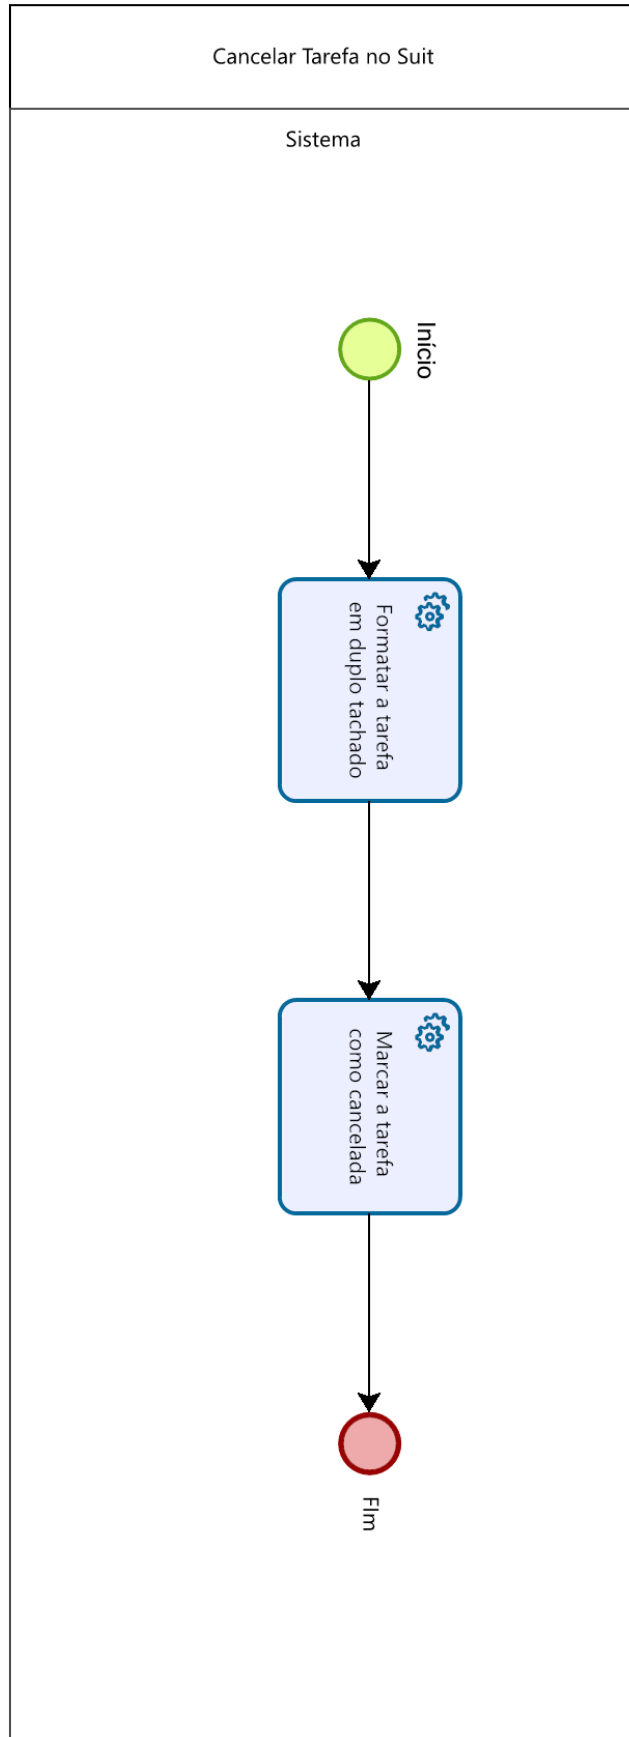 Cancelar Tarefa no Suit
Sistema
Início
Formatar a tarefa
em duplo tachado
Marcar a tarefa
como cancelada
FIm